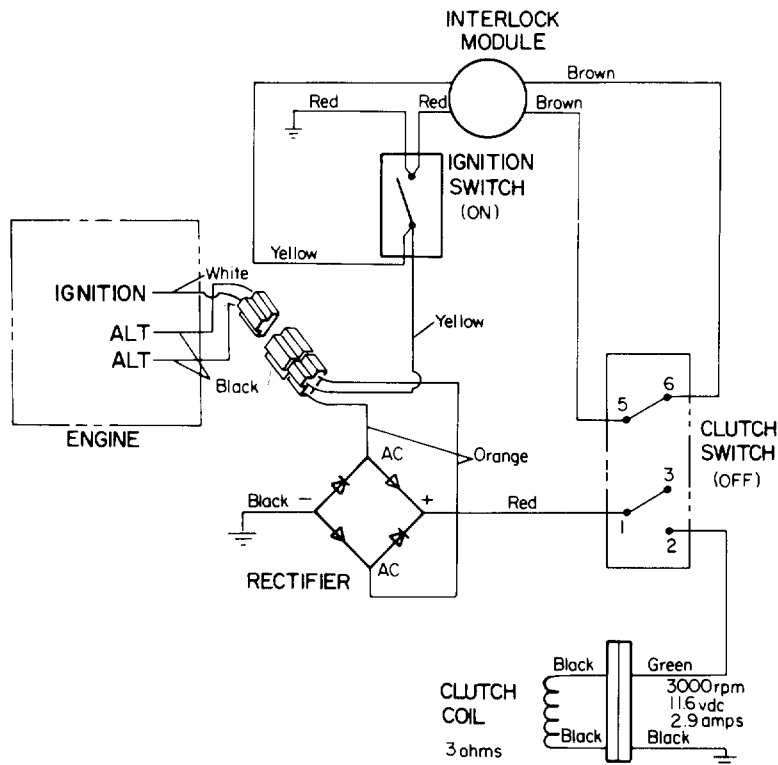 INTERLOCK
MODULE
Brown
Red
Red
Brown
IGNITION
SWITCH
(ON)
Yellow
White
IGNITION
ALT
ALT
Black
Yellow
ENGINE
5
6
CLUTCH
SWITCH
(OFF)
AC
Orange
3
Black
−
+
Red
1
2
AC
RECTIFIER
Black
Green
3000 rpm
11.6 vdc
2.9 amps
CLUTCH
COIL
Black
Black
3 ohms